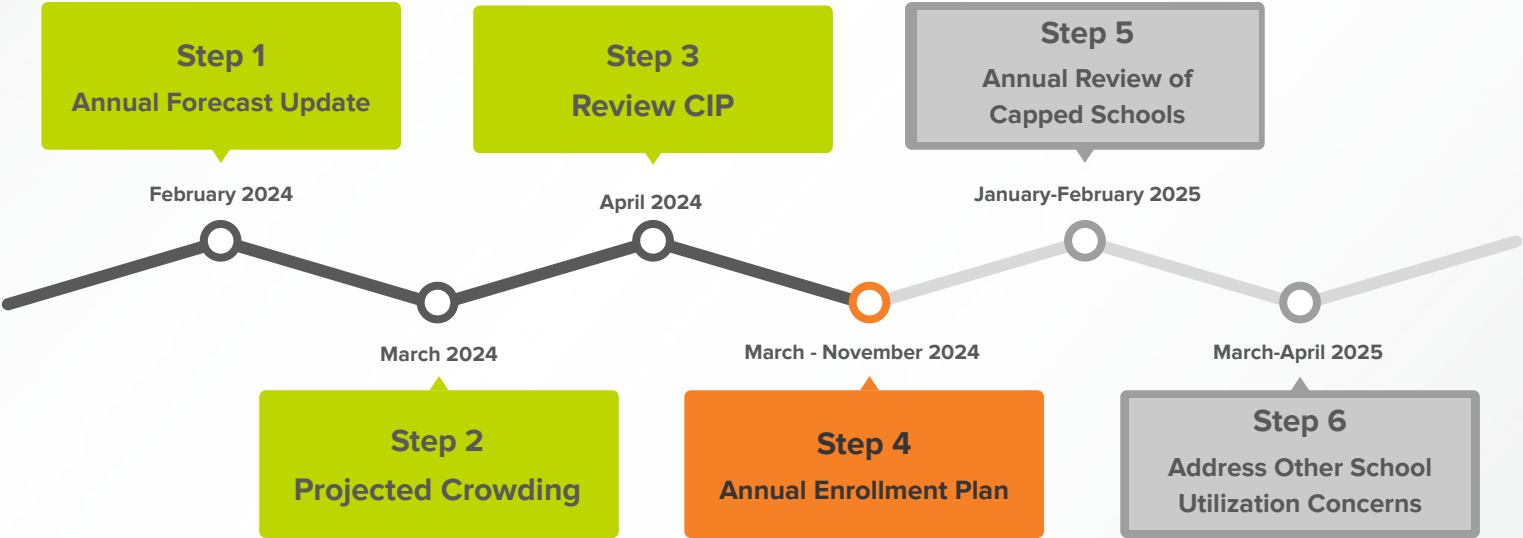 Step 1
Annual Forecast Update
February 2024
March 2024
Step 2
Projected Crowding
Step 3
Review CIP
April 2024
March - November 2024
Step 4
Annual Enrollment Plan
Step 5
Annual Review of
Capped Schools
January-February 2025
March-April 2025
Step 6
Address Other School
Utilization Concerns